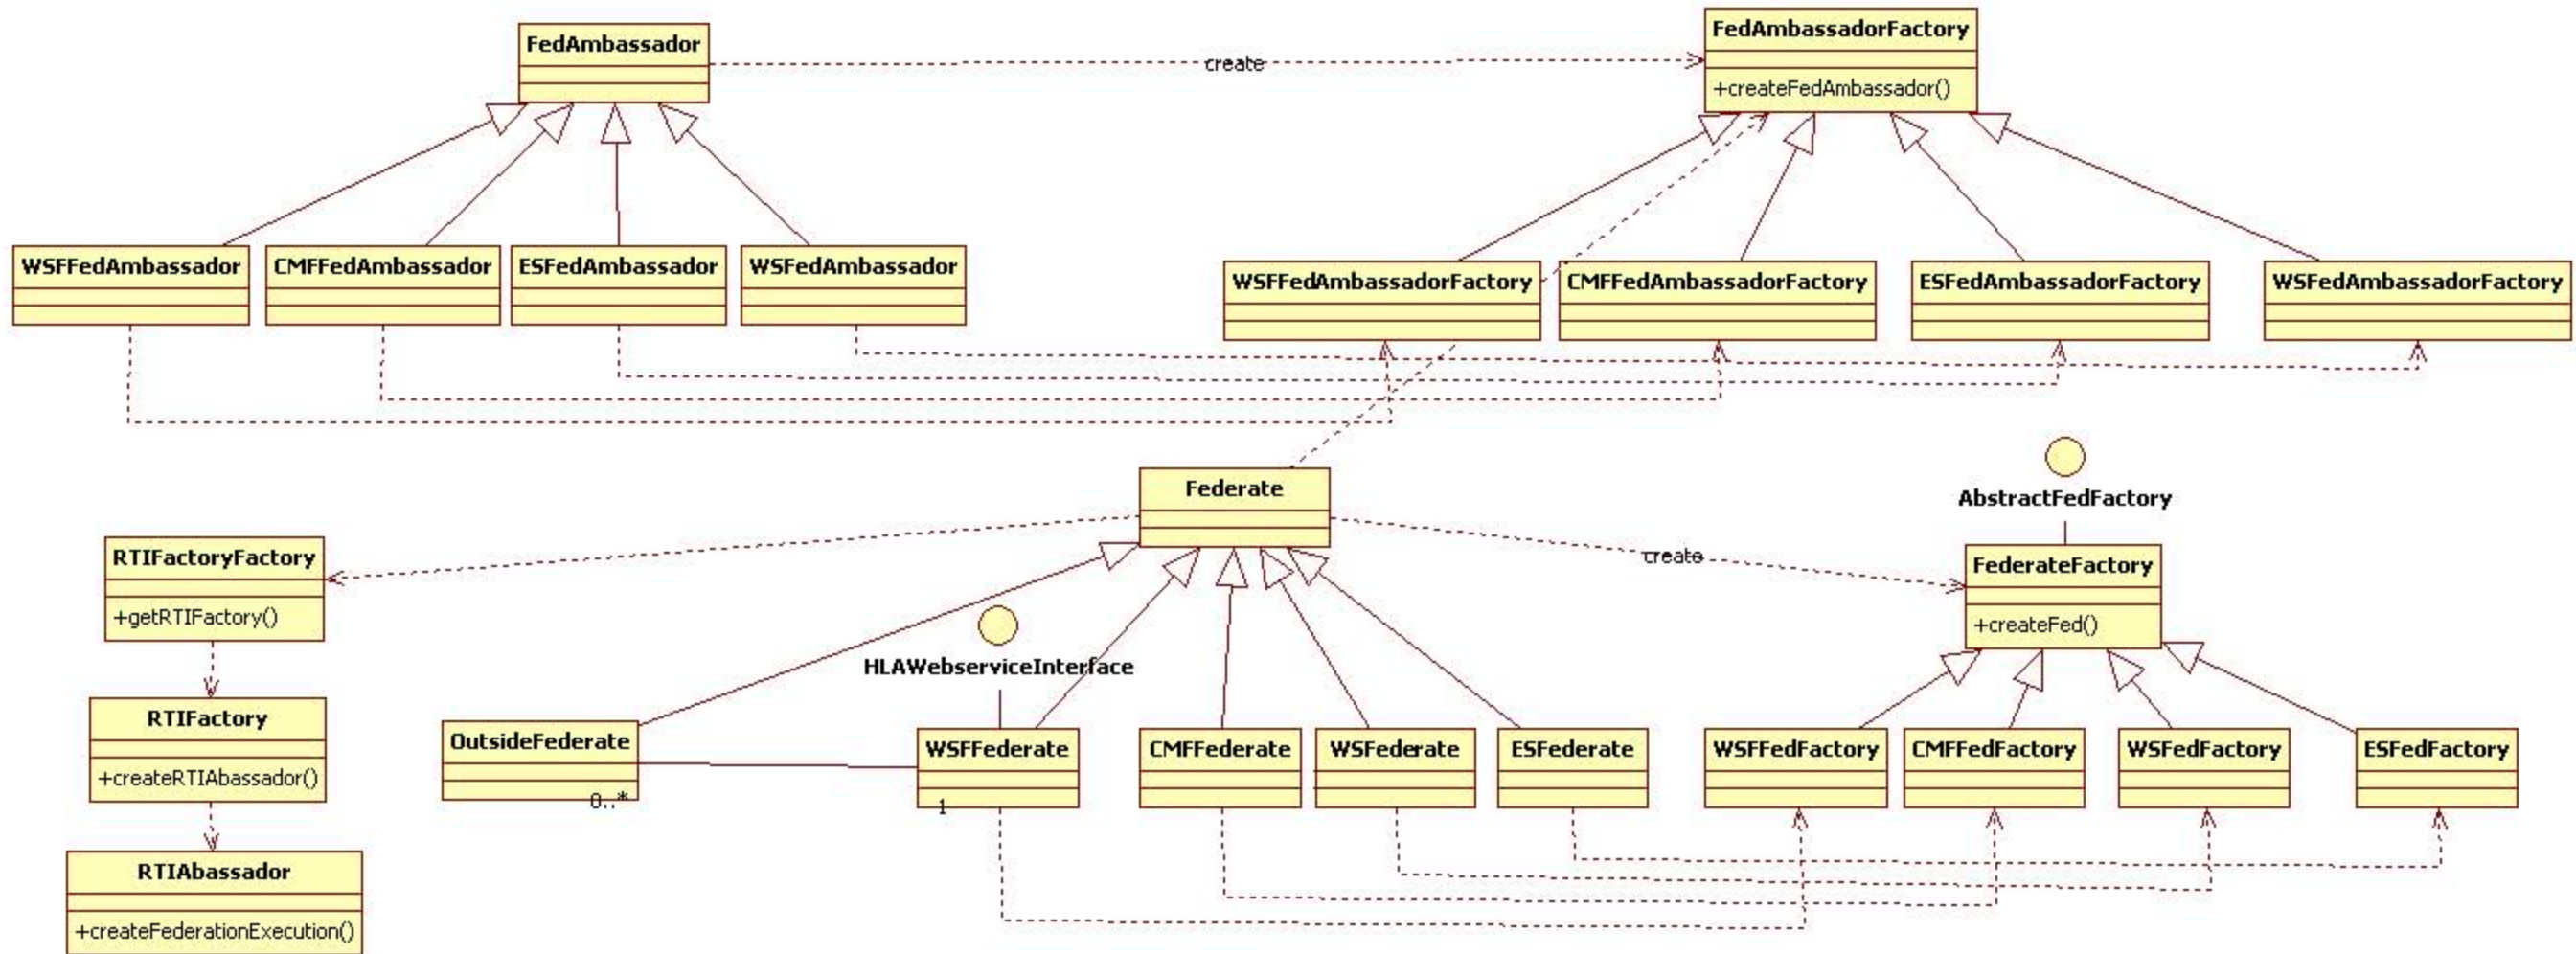 FedAmbassador
create
FedAmbassadorFactory
+createFedAmbassador()
WSFFedAmbassador
CMFFedAmbassador
ESFedAmbassador
WSFedAmbassador
WSFFedAmbassadorFactory
CMFFedAmbassadorFactory
ESFedAmbassadorFactory
WSFedAmbassadorFactory
Federate
AbstractFedFactory
RTIFactoryFactory
+getRTIFactory()
create
FederateFactory
+createFed()
HLAWebserviceInterface
RTIFactory
+createRTIAbassador()
OutsideFederate
0..*
WSFFederate
1
CMFFederate
WSFederate
ESFederate
WSFFedFactory
CMFFedFactory
WSFedFactory
ESFedFactory
RTIAbassador
+createFederationExecution()